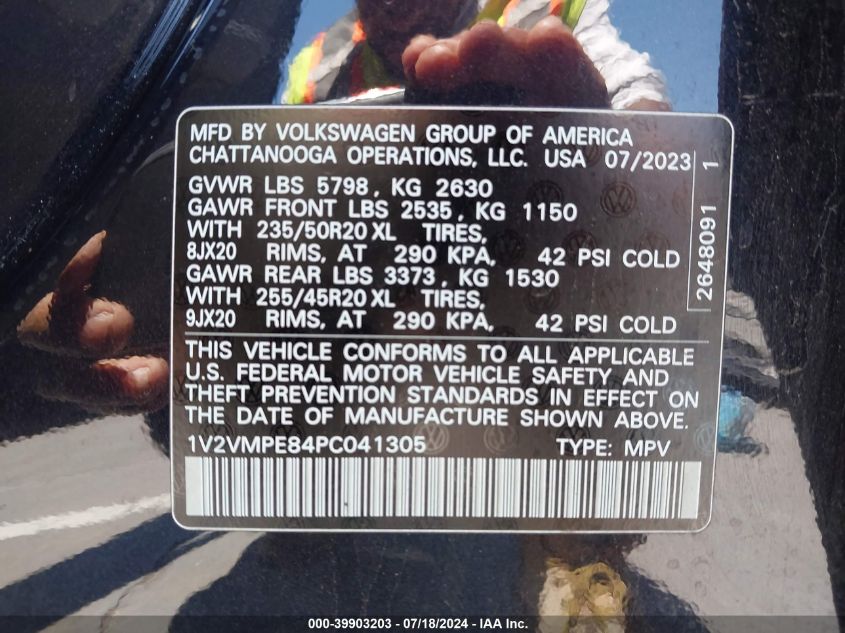 MFD BY VOLKSWAGEN GROUP OF AMERICA
CHATTANOOGA OPERATIONS, LLC. USA 07/2023
GVWR LBS 5798, KG 2630
GAWR FRONT LBS 2535, KG 1150
WITH 235/50R20 XL TIRES,
8JX20 RIMS, AT 290 KPA, 42 PSI COLD
GAWR REAR LBS 3373, KG 1530
WITH 255/45R20 XL TIRES,
9JX20 RIMS, AT 290 KPA, 42 PSI COLD
2648091 1
THIS VEHICLE CONFORMS TO ALL APPLICABLE
U.S. FEDERAL MOTOR VEHICLE SAFETY AND
THEFT PREVENTION STANDARDS IN EFFECT ON
THE DATE OF MANUFACTURE SHOWN ABOVE.
1V2VMPE84PC041305 TYPE: MPV
000-39903203 - 07/18/2024 - IAA Inc.